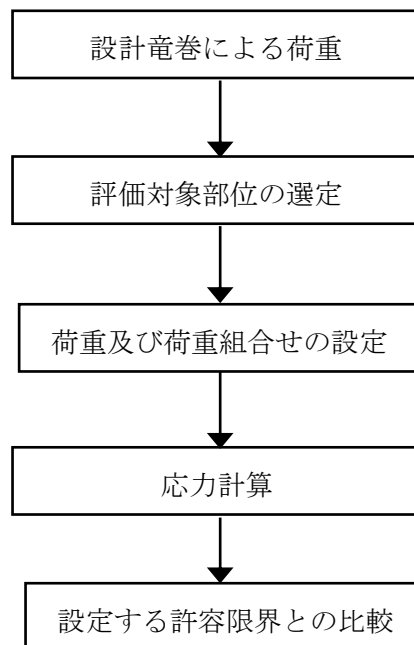 設計竜巻による荷重
評価対象部位の選定
荷重及び荷重組合せの設定
応力計算
設定する許容限界との比較